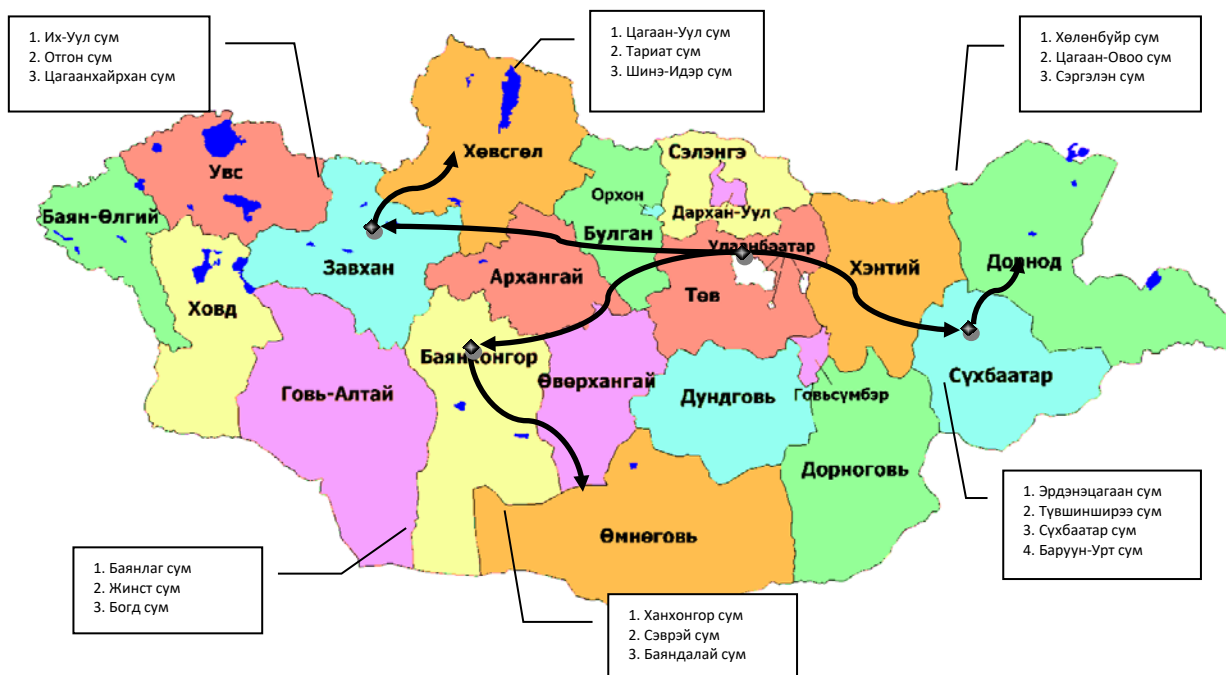 1. Их-Уул сум
2. Отгон сум
3. Цагаанхайрхан сум
1. Цагаан-Уул сум
2. Тариат сум
3. Шинэ-Идэр сум
1. Хөлөнбуйр сум
2. Цагаан-Овоо сум
3. Сэргэлэн сум
Увс
Хөвсгөл
Сэлэнгэ
Баян-Өлгий
Орхон
Дархан-Уул
Булган
Улаанбаатар
Завхан
Архангай
Хэнтий
Дорнод
Ховд
Төв
Баянхонгор
Өвөрхангай
Говь-Алтай
Дундговь
Говьсүмбэр
Сүхбаатар
Дорноговь
Өмнөговь
1. Эрдэнэцагаан сум
2. Түвшинширээ сум
3. Сүхбаатар сум
4. Баруун-Урт сум
1. Баянлаг сум
2. Жинст сум
3. Богд сум
1. Ханхонгор сум
2. Сэврэй сум
3. Баяндалай сум